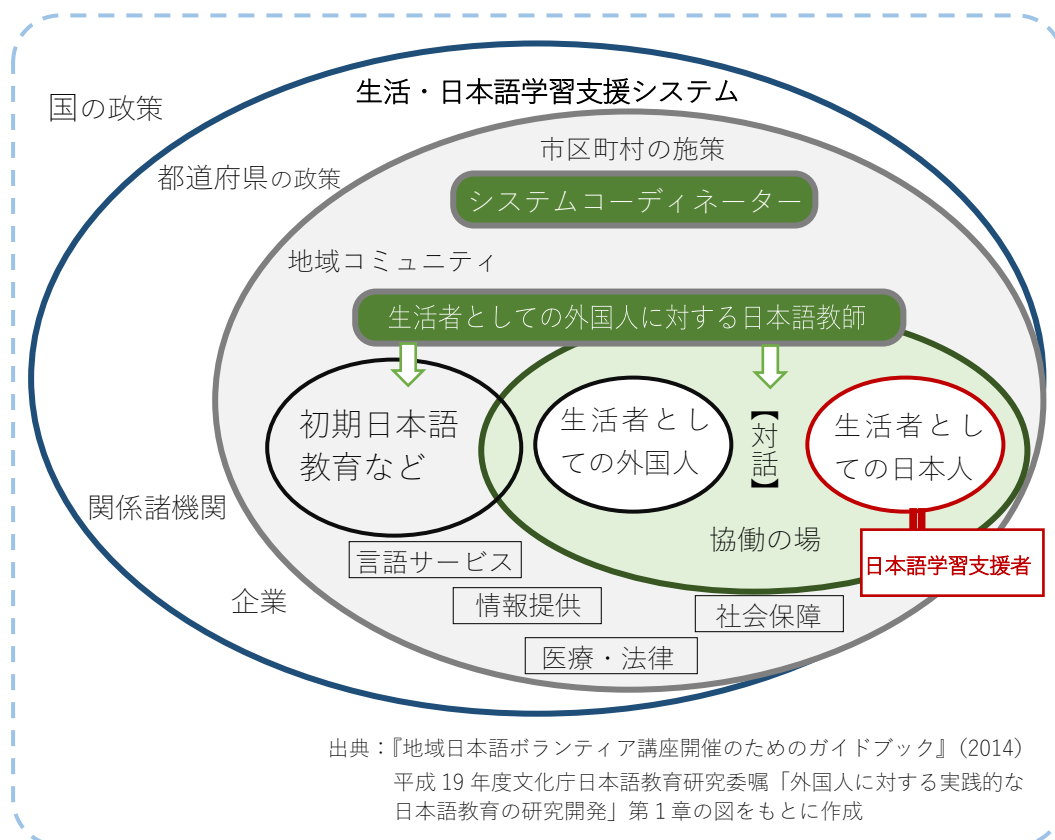 生活・日本語学習支援システム
国の政策
市区町村の施策
都道府県の政策
システムコーディネーター
地域コミュニティ
生活者としての外国人に対する日本語教師
初期日本語
教育など
生活者とし
ての外国人
【対話】
生活者とし
ての日本人
関係諸機関
協働の場
日本語学習支援者
言語サービス
企業
情報提供
社会保障
医療・法律
出典:『地域日本語ボランティア講座開催のためのガイドブック』(2014)
平成 19 年度文化庁日本語教育研究委嘱「外国人に対する実践的な
日本語教育の研究開発」第1章の図をもとに作成